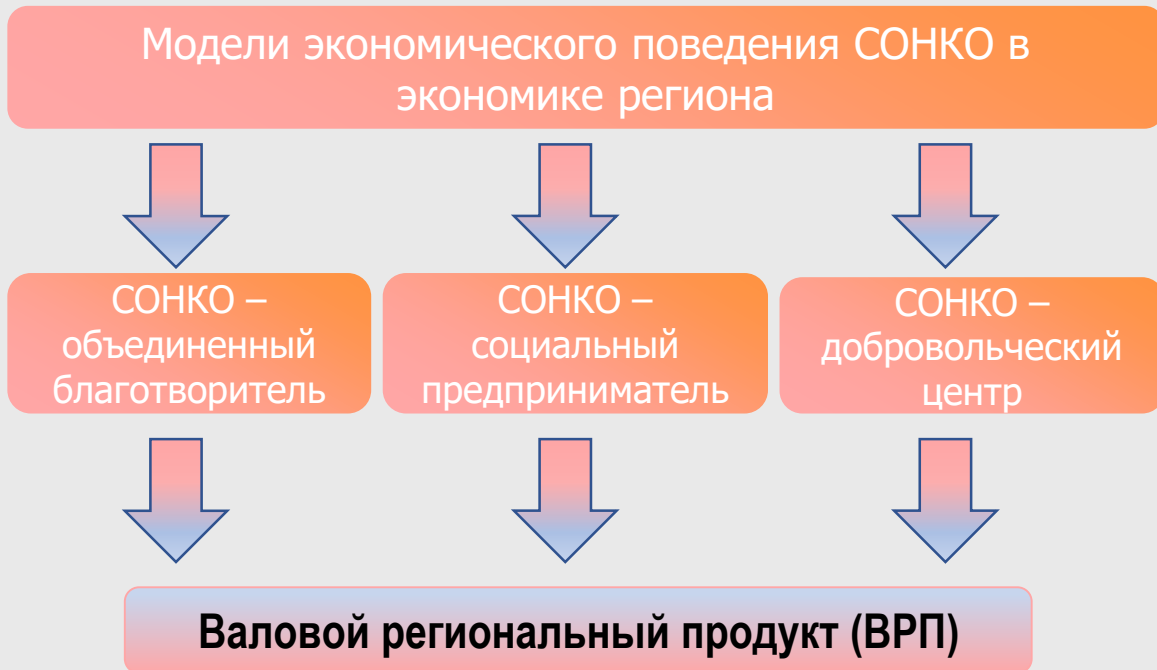 Модели экономического поведения СОНКО в
экономике региона
СОНКО –
объединенный
благотворитель
СОНКО –
социальный
предприниматель
СОНКО –
добровольческий
центр
Валовой региональный продукт (ВРП)